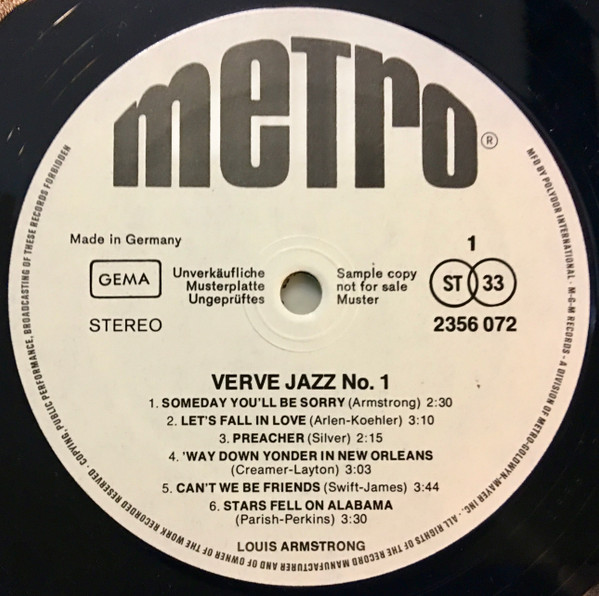 metro®
Made in Germany
GEMA
STEREO
Unverkäufliche
Musterplatte
Ungeprüftes
Sample copy
not for sale
Muster
1
ST 33
2356 072
VERVE JAZZ No. 1
1. SOMEDAY YOU'LL BE SORRY (Armstrong) 2:30
2. LET'S FALL IN LOVE (Arlen-Koehler) 3:10
3. PREACHER (Silver) 2:15
4. 'WAY DOWN YONDER IN NEW ORLEANS
(Creamer-Layton) 3:03
5. CAN'T WE BE FRIENDS (Swift-James) 3:44
6. STARS FELL ON ALABAMA
(Parish-Perkins) 3:30
LOUIS ARMSTRONG
MFD BY POLYDOR INTERNATIONAL - M-G-M RECORDS - A DIVISION OF METRO-GOLDWYN-MAYER INC. - ALL RIGHTS OF THE RECORD MANUFACTURER AND OF OWNER OF THE WORK RECORDED RESERVED - COPYING, PUBLIC PERFORMANCE, BROADCASTING OF THESE RECORDS FORBIDDEN